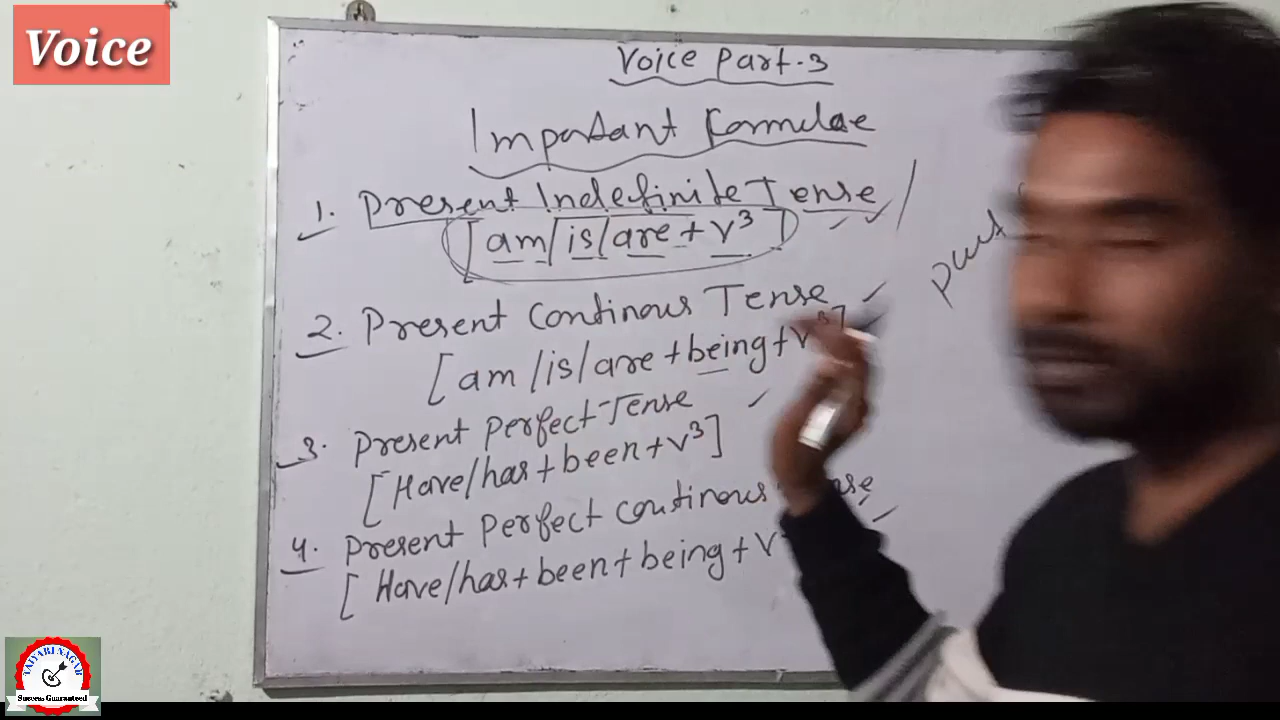 Voice
Voice Part-3
Important Formulae
1. Present Indefinite Tense
[am/is/are + v³]
2. Present Continous Tense
[am/is/are + being + v³]
3. Present Perfect Tense
[Have/has + been + v³]
4. Present Perfect continous
[Have/has + been + being + V
TAIYARI NAGAR
Success Guaranteed